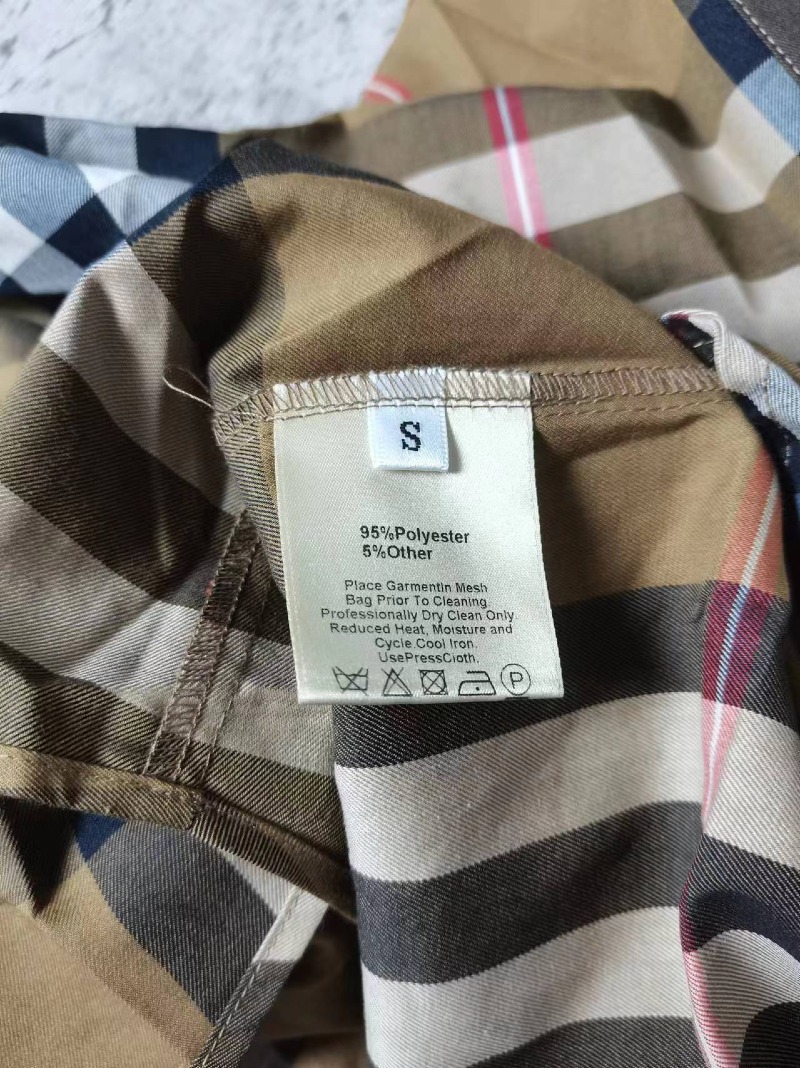 S
95%Polyester
5%Other
Place Garmentin Mesh
Bag Prior To Cleaning.
Professionally Dry Clean Only.
Reduced Heat, Moisture and
Cycle.Cool Iron.
UsePressCloth.
P